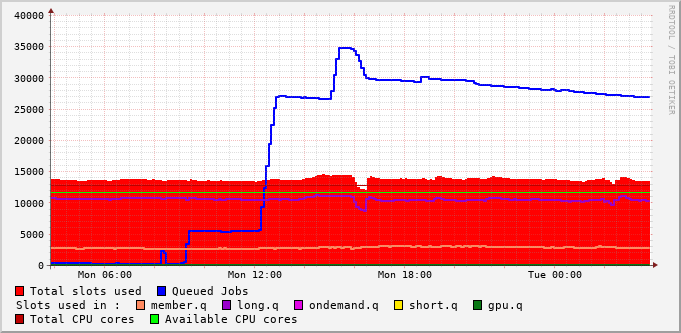 RRDTOOL / TOBI OETIKER
40000
35000
30000
25000
20000
15000
10000
5000
0
Mon 06:00 Mon 12:00 Mon 18:00 Tue 00:00
Total slots used Queued Jobs
Slots used in : member.q long.q ondemand.q short.q gpu.q
Total CPU cores Available CPU cores